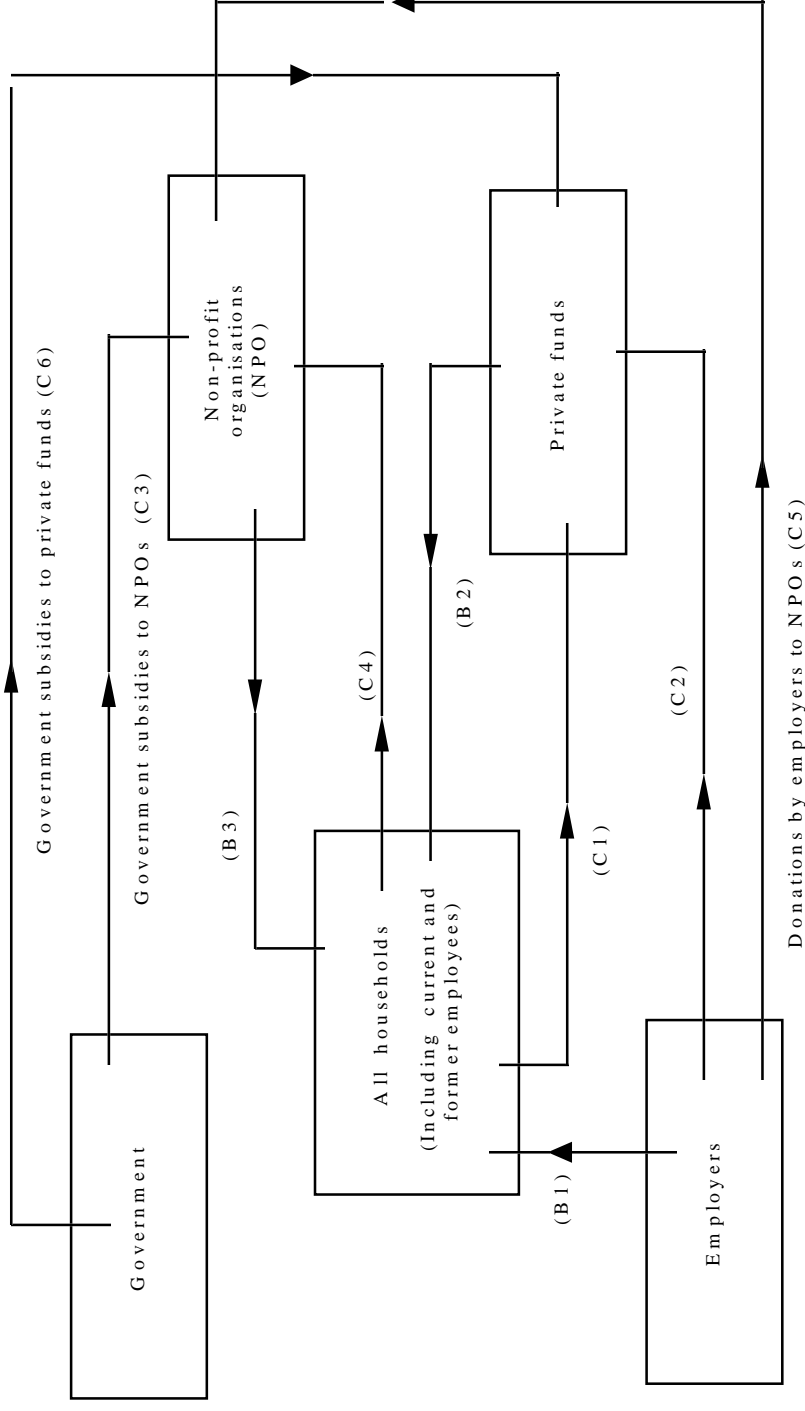 Government subsidies to private funds (C6)
Government subsidies to NPOs (C3)
Government
(B3)
Non-profit
organisations
(NPO)
All households
(Including current and
former employees)
(C4)
(B2)
(B1)
(C1)
Private funds
(C2)
Employers
Donations by employers to NPOs (C5)